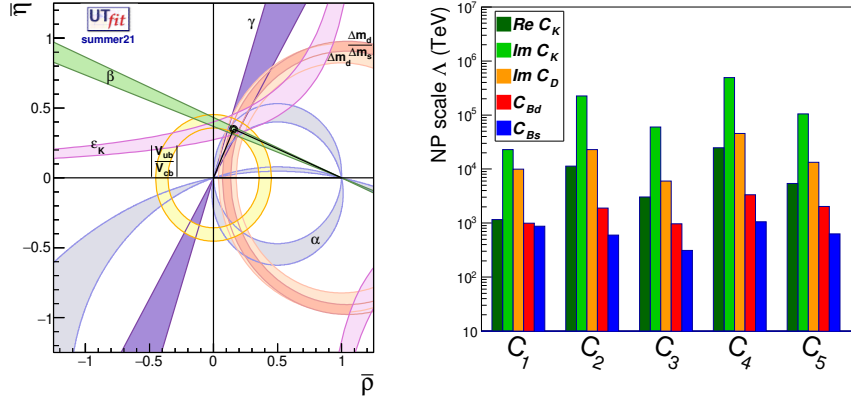 η̅
UTfit
summer21
γ
Δm_d
Δm_d/Δm_s
β
ε_K
|V_ub/V_cb|
α
1
0.5
0
−0.5
−1
−1
−0.5
0
0.5
1
ρ̅
NP scale Λ (TeV)
10^7
10^6
10^5
10^4
10^3
10^2
10
Re C_K
Im C_K
Im C_D
C_Bd
C_Bs
C_1
C_2
C_3
C_4
C_5